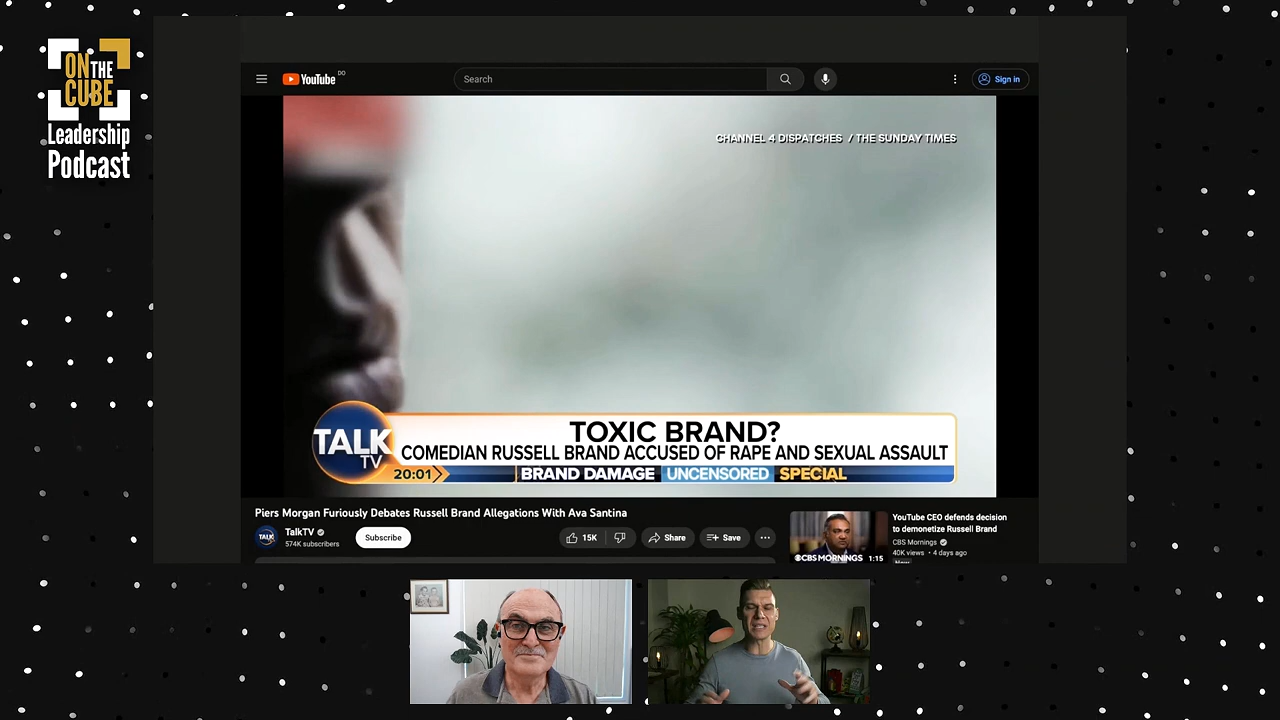 ON THE
CUBE
Leadership
Podcast
YouTube DO
Search
Sign in
CHANNEL 4 DISPATCHES / THE SUNDAY TIMES
TALK
TV
TOXIC BRAND?
COMEDIAN RUSSELL BRAND ACCUSED OF RAPE AND SEXUAL ASSAULT
20:01
BRAND DAMAGE UNCENSORED SPECIAL
Piers Morgan Furiously Debates Russell Brand Allegations With Ava Santina
TALK
TalkTV
574K subscribers
Subscribe
15K
Share
Save
CBS MORNINGS 1:15
YouTube CEO defends decision
to demonetize Russell Brand
CBS Mornings
40K views • 4 days ago
New